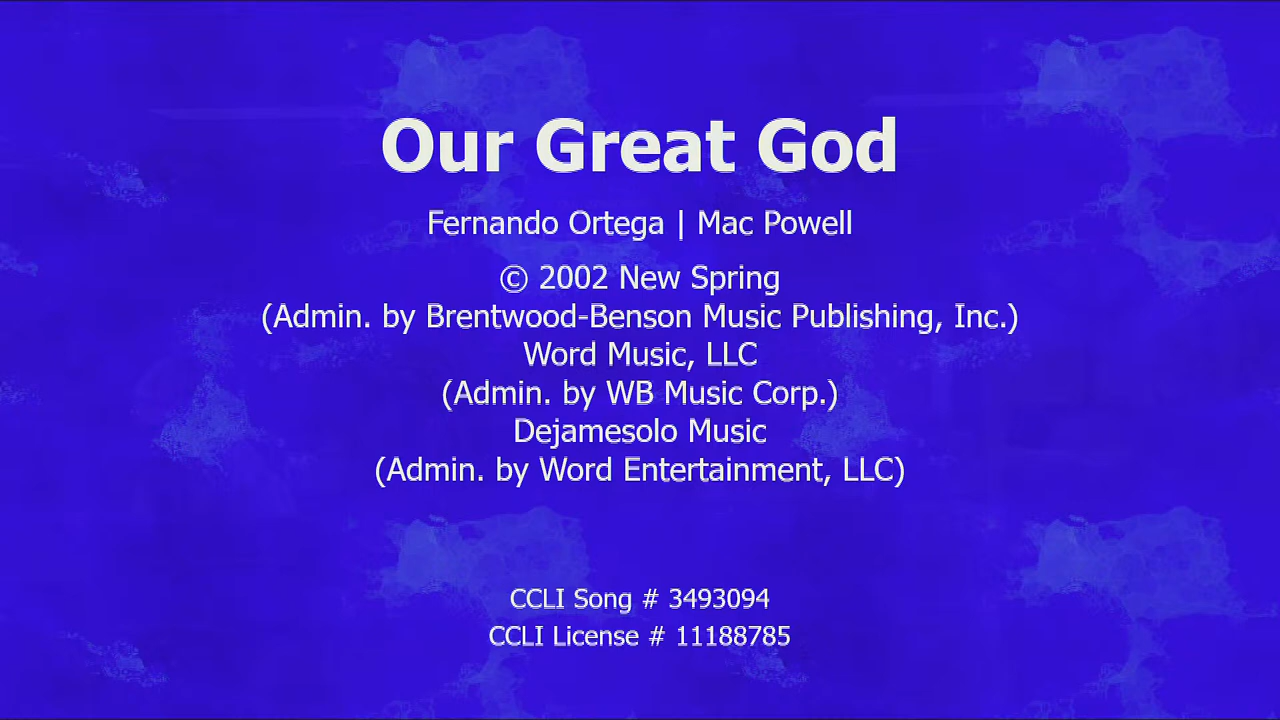 Our Great God
Fernando Ortega | Mac Powell
© 2002 New Spring
(Admin. by Brentwood-Benson Music Publishing, Inc.)
Word Music, LLC
(Admin. by WB Music Corp.)
Dejamesolo Music
(Admin. by Word Entertainment, LLC)
CCLI Song # 3493094
CCLI License # 11188785